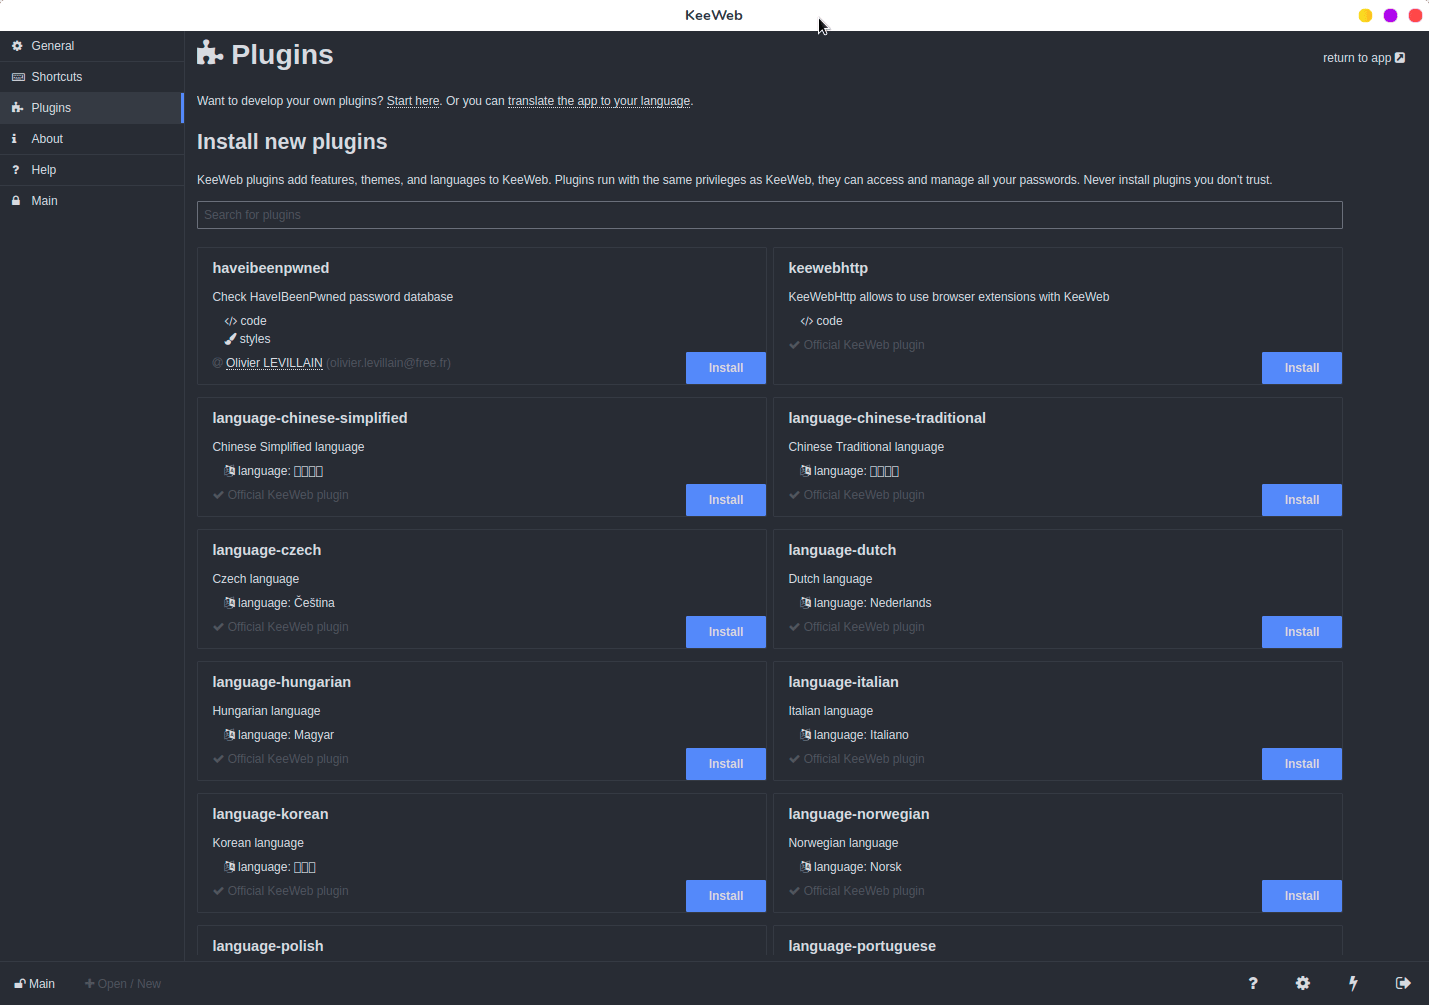 KeeWeb
General
Shortcuts
Plugins
About
Help
Main
Plugins
return to app
Want to develop your own plugins? Start here. Or you can translate the app to your language.
Install new plugins
KeeWeb plugins add features, themes, and languages to KeeWeb. Plugins run with the same privileges as KeeWeb, they can access and manage all your passwords. Never install plugins you don't trust.
Search for plugins
haveibeenpwned
Check HaveIBeenPwned password database
</> code
styles
@ Olivier LEVILLAIN (olivier.levillain@free.fr)
Install
keewebhttp
KeeWebHttp allows to use browser extensions with KeeWeb
</> code
Official KeeWeb plugin
Install
language-chinese-simplified
Chinese Simplified language
language:
Official KeeWeb plugin
Install
language-chinese-traditional
Chinese Traditional language
language:
Official KeeWeb plugin
Install
language-czech
Czech language
language: Čeština
Official KeeWeb plugin
Install
language-dutch
Dutch language
language: Nederlands
Official KeeWeb plugin
Install
language-hungarian
Hungarian language
language: Magyar
Official KeeWeb plugin
Install
language-italian
Italian language
language: Italiano
Official KeeWeb plugin
Install
language-korean
Korean language
language:
Official KeeWeb plugin
Install
language-norwegian
Norwegian language
language: Norsk
Official KeeWeb plugin
Install
language-polish
language-portuguese
Main
Open / New